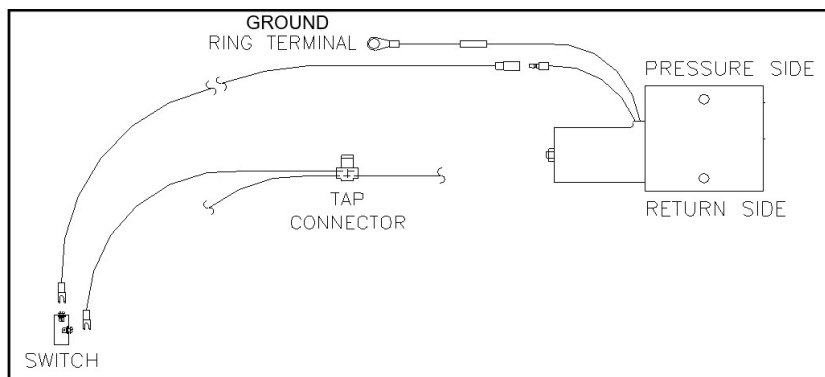 GROUND
RING TERMINAL
PRESSURE SIDE
TAP
CONNECTOR
RETURN SIDE
SWITCH